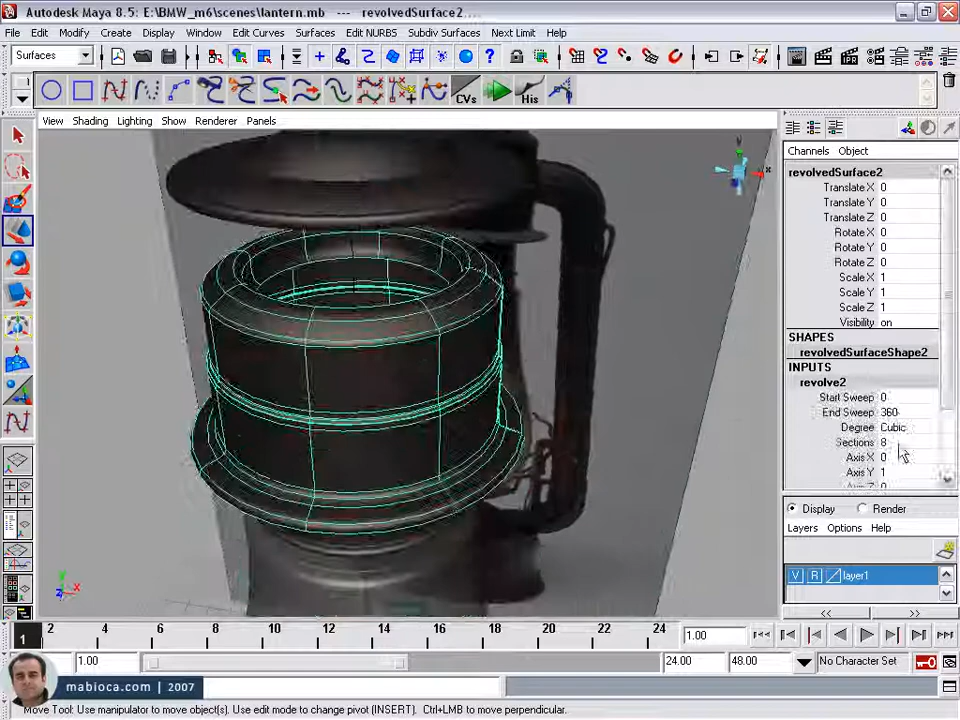 Autodesk Maya 8.5: E:\BMW_m6\scenes\lantern.mb --- revolvedSurface2....
File Edit Modify Create Display Window Edit Curves Surfaces Edit NURBS Subdiv Surfaces Next Limit Help
Surfaces
CVs His
View Shading Lighting Show Renderer Panels
Channels Object
revolvedSurface2
Translate X 0
Translate Y 0
Translate Z 0
Rotate X 0
Rotate Y 0
Rotate Z 0
Scale X 1
Scale Y 1
Scale Z 1
Visibility on
SHAPES
revolvedSurfaceShape2
INPUTS
revolve2
Start Sweep 0
End Sweep 360
Degree Cubic
Sections 8
Axis X 0
Axis Y 1
Axis Z 0
Display Render
Layers Options Help
V R layer1
<< >>
1 2 4 6 8 10 12 14 16 18 20 22 24 1.00
1.00 24.00 48.00 No Character Set
mabioca.com | 2007
Move Tool: Use manipulator to move object(s). Use edit mode to change pivot (INSERT). Ctrl+LMB to move perpendicular.